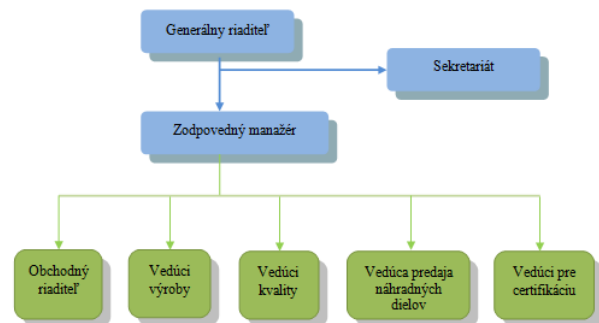 Generálny riaditeľ
Sekretariát
Zodpovedný manažér
Obchodný
riaditeľ
Vedúci
výroby
Vedúci
kvality
Vedúca predaja
náhradných
dielov
Vedúci pre
certifikáciu